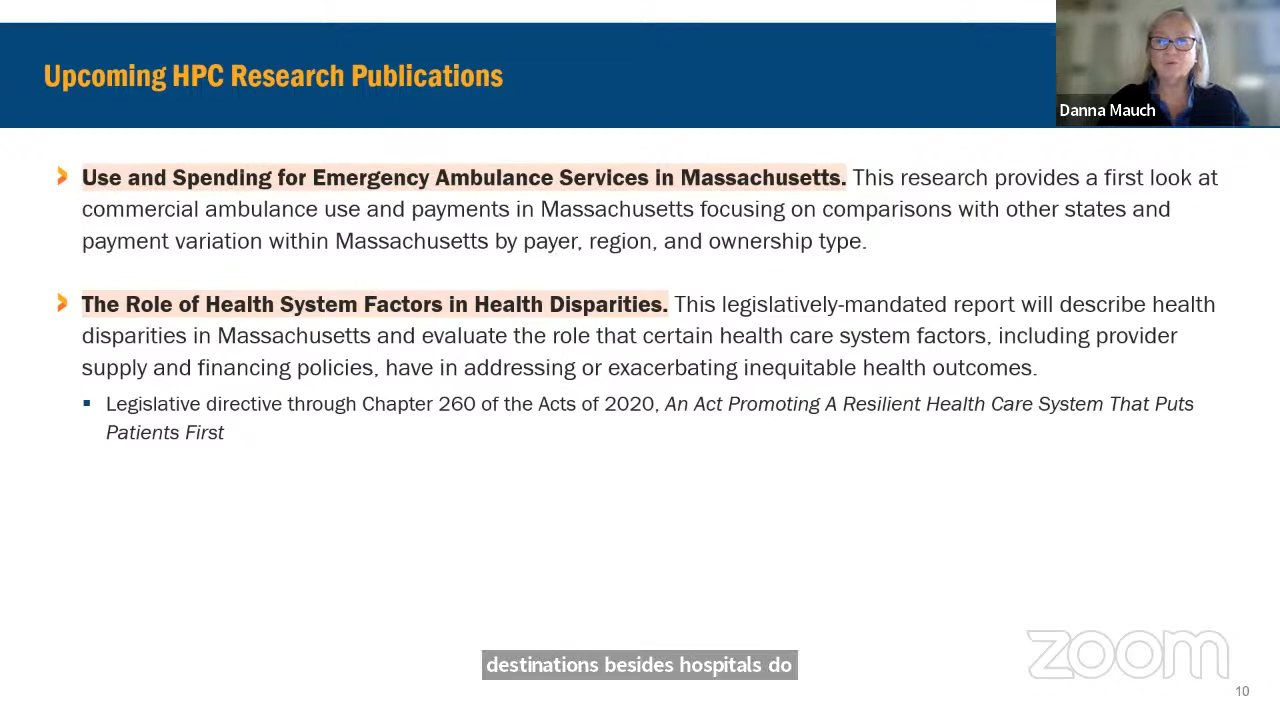 Upcoming HPC Research Publications
Danna Mauch
Use and Spending for Emergency Ambulance Services in Massachusetts. This research provides a first look at
commercial ambulance use and payments in Massachusetts focusing on comparisons with other states and
payment variation within Massachusetts by payer, region, and ownership type.
The Role of Health System Factors in Health Disparities. This legislatively-mandated report will describe health
disparities in Massachusetts and evaluate the role that certain health care system factors, including provider
supply and financing policies, have in addressing or exacerbating inequitable health outcomes.
Legislative directive through Chapter 260 of the Acts of 2020, An Act Promoting A Resilient Health Care System That Puts
Patients First
destinations besides hospitals do
zoom
10